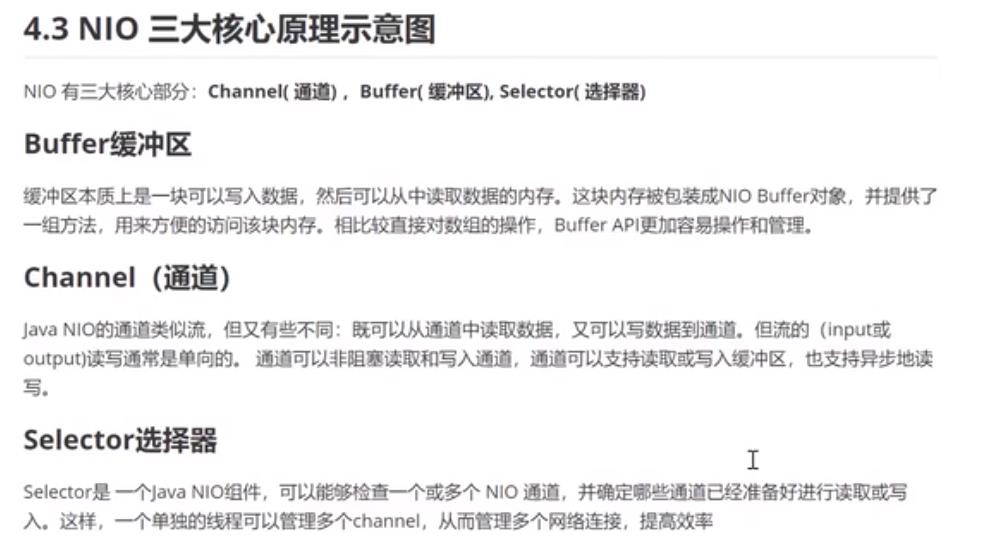 4.3 NIO 三大核心原理示意图
NIO 有三大核心部分：Channel( 通道) ，Buffer( 缓冲区), Selector( 选择器)
Buffer缓冲区
缓冲区本质上是一块可以写入数据，然后可以从中读取数据的内存。这块内存被包装成NIO Buffer对象，并提供了
一组方法，用来方便的访问该块内存。相比较直接对数组的操作，Buffer API更加容易操作和管理。
Channel（通道）
Java NIO的通道类似流，但又有些不同：既可以从通道中读取数据，又可以写数据到通道。但流的（input或
output)读写通常是单向的。 通道可以非阻塞读取和写入通道，通道可以支持读取或写入缓冲区，也支持异步地读
写。
Selector选择器
Selector是 一个Java NIO组件，可以能够检查一个或多个 NIO 通道，并确定哪些通道已经准备好进行读取或写
入。这样，一个单独的线程可以管理多个channel，从而管理多个网络连接，提高效率